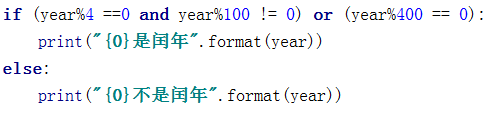 if (year%4 ==0 and year%100 != 0) or (year%400 == 0):
    print("{0}是闰年".format(year))
else:
    print("{0}不是闰年".format(year))